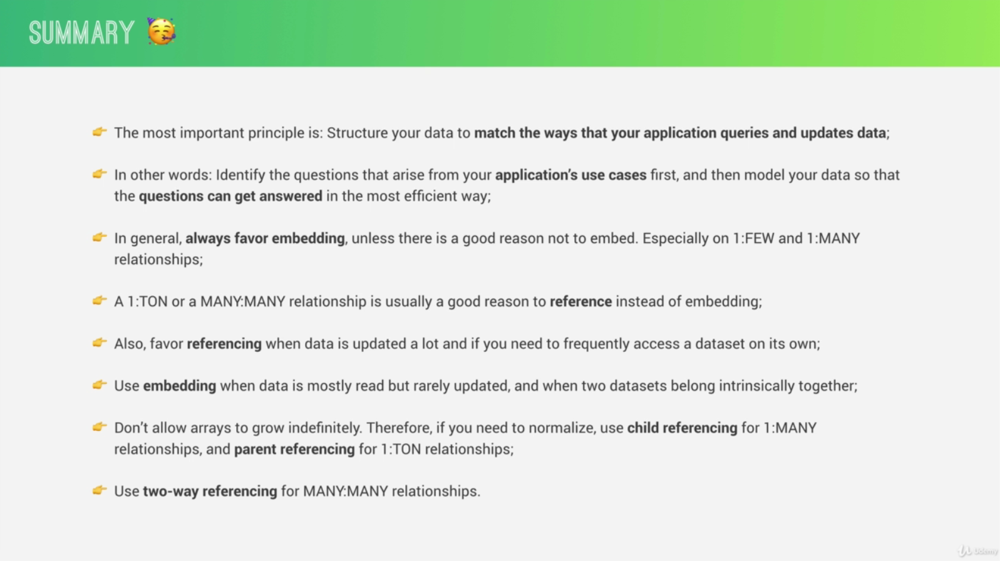 SUMMARY 🥳
👉 The most important principle is: Structure your data to match the ways that your application queries and updates data;
👉 In other words: Identify the questions that arise from your application’s use cases first, and then model your data so that
the questions can get answered in the most efficient way;
👉 In general, always favor embedding, unless there is a good reason not to embed. Especially on 1:FEW and 1:MANY
relationships;
👉 A 1:TON or a MANY:MANY relationship is usually a good reason to reference instead of embedding;
👉 Also, favor referencing when data is updated a lot and if you need to frequently access a dataset on its own;
👉 Use embedding when data is mostly read but rarely updated, and when two datasets belong intrinsically together;
👉 Don’t allow arrays to grow indefinitely. Therefore, if you need to normalize, use child referencing for 1:MANY
relationships, and parent referencing for 1:TON relationships;
👉 Use two-way referencing for MANY:MANY relationships.
Udemy